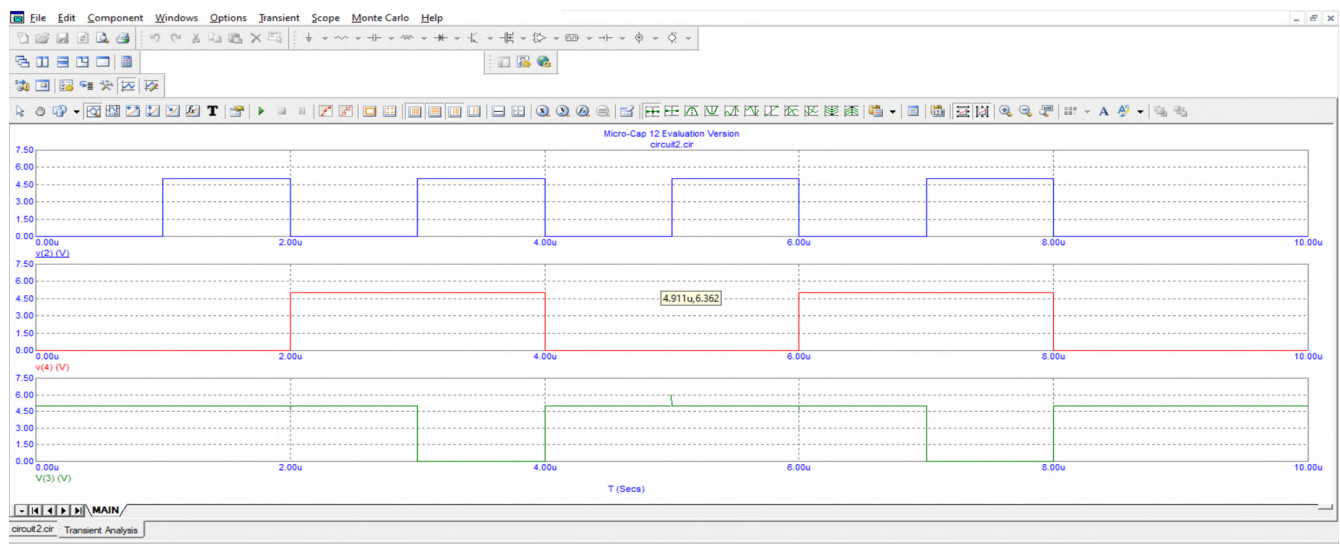 File Edit Component Windows Options Transient Scope Monte Carlo Help
T
A
Micro-Cap 12 Evaluation Version
circuit2.cir
7.50
6.00
4.50
3.00
1.50
0.00
0.00u 2.00u 4.00u 6.00u 8.00u 10.00u
v(2) (V)
7.50
6.00
4.50
3.00
1.50
0.00
4.911u,6.362
0.00u 2.00u 4.00u 6.00u 8.00u 10.00u
v(4) (V)
7.50
6.00
4.50
3.00
1.50
0.00
0.00u 2.00u 4.00u 6.00u 8.00u 10.00u
V(3) (V)
T (Secs)
MAIN
circuit2.cir Transient Analysis